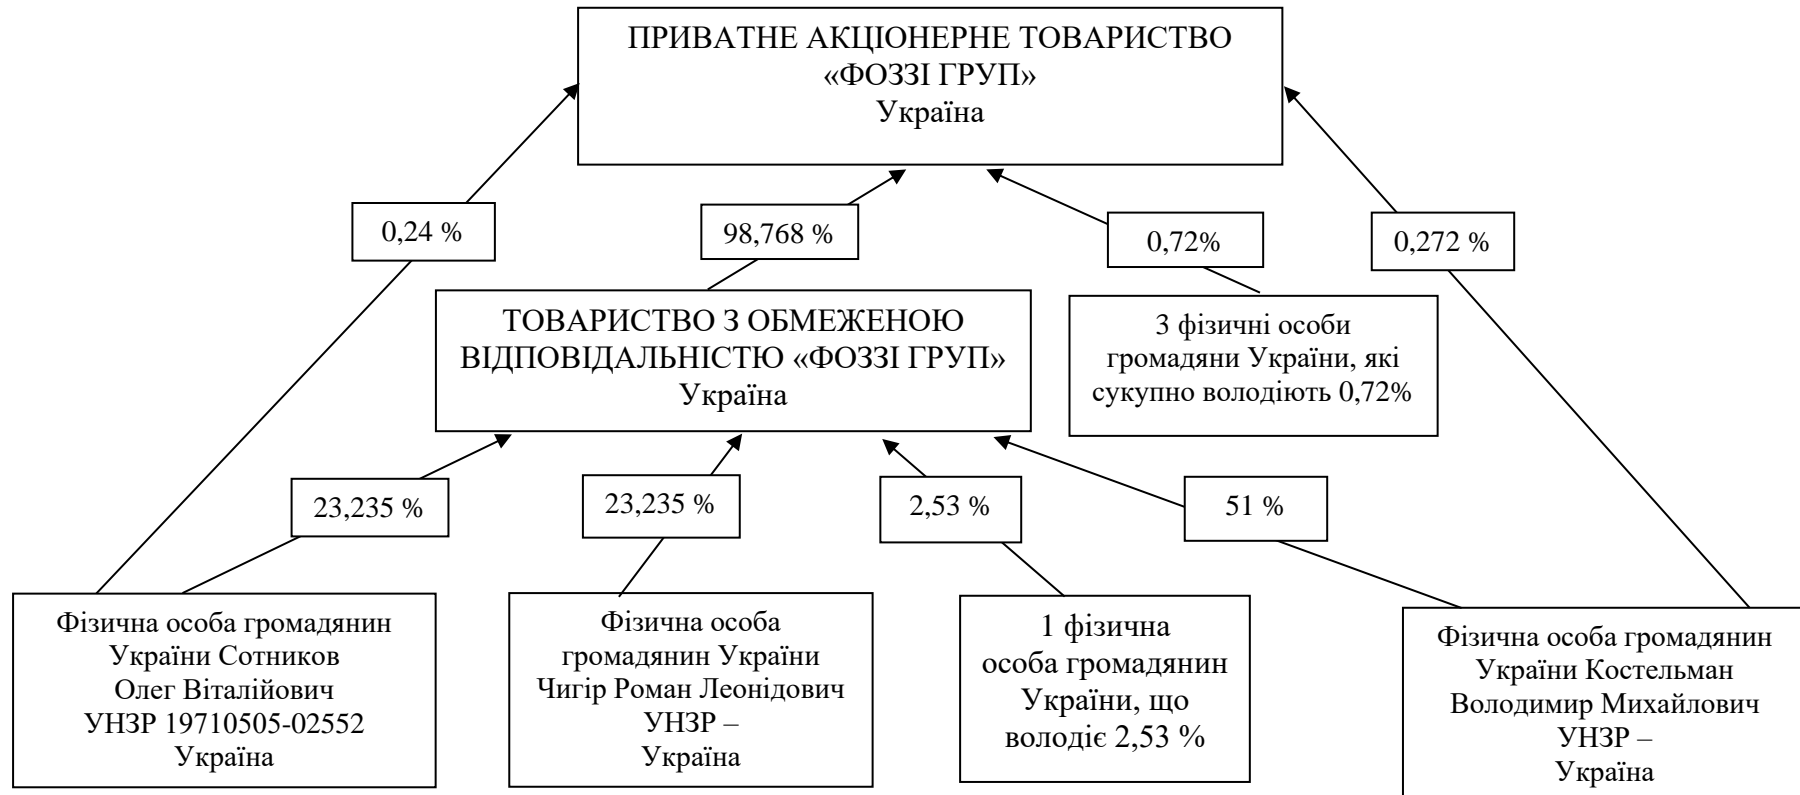 ПРИВАТНЕ АКЦІОНЕРНЕ ТОВАРИСТВО
«ФОЗЗІ ГРУП»
Україна
0,24 %
98,768 %
0,72%
0,272 %
ТОВАРИСТВО З ОБМЕЖЕНОЮ
ВІДПОВІДАЛЬНІСТЮ «ФОЗЗІ ГРУП»
Україна
3 фізичні особи
громадяни України, які
сукупно володіють 0,72%
23,235 %
23,235 %
2,53 %
51 %
Фізична особа громадянин
України Сотников
Олег Віталійович
УНЗР 19710505-02552
Україна
Фізична особа
громадянин України
Чигір Роман Леонідович
УНЗР –
Україна
1 фізична
особа громадянин
України, що
володіє 2,53 %
Фізична особа громадянин
України Костельман
Володимир Михайлович
УНЗР –
Україна